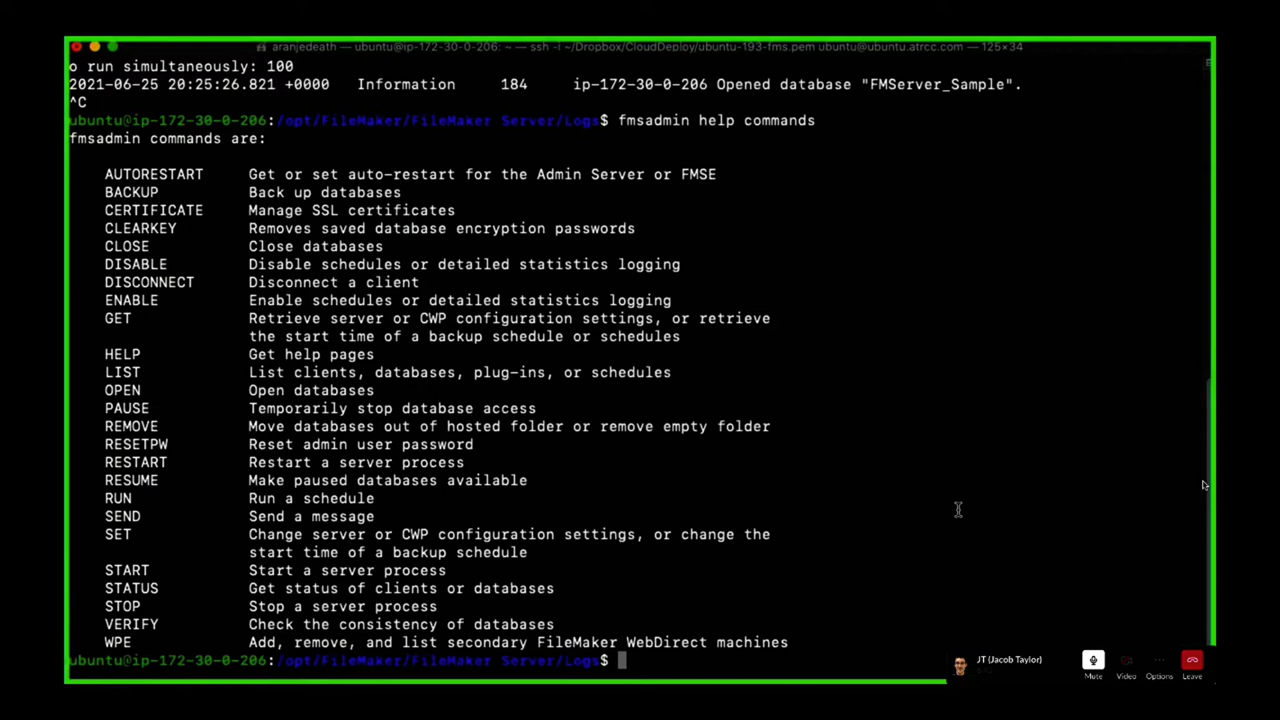 aranjedeath — ubuntu@ip-172-30-0-206: ~ — ssh -i ~/Dropbox/CloudDeploy/ubuntu-193-fms.pem ubuntu@ubuntu.atrcc.com — 125×34
o run simultaneously: 100
2021-06-25 20:25:26.821 +0000 Information 184 ip-172-30-0-206 Opened database "FMServer_Sample".
^C
ubuntu@ip-172-30-0-206:/opt/FileMaker/FileMaker Server/Logs$ fmsadmin help commands
fmsadmin commands are:
AUTORESTART Get or set auto-restart for the Admin Server or FMSE
BACKUP Back up databases
CERTIFICATE Manage SSL certificates
CLEARKEY Removes saved database encryption passwords
CLOSE Close databases
DISABLE Disable schedules or detailed statistics logging
DISCONNECT Disconnect a client
ENABLE Enable schedules or detailed statistics logging
GET Retrieve server or CWP configuration settings, or retrieve
the start time of a backup schedule or schedules
HELP Get help pages
LIST List clients, databases, plug-ins, or schedules
OPEN Open databases
PAUSE Temporarily stop database access
REMOVE Move databases out of hosted folder or remove empty folder
RESETPW Reset admin user password
RESTART Restart a server process
RESUME Make paused databases available
RUN Run a schedule
SEND Send a message
SET Change server or CWP configuration settings, or change the
start time of a backup schedule
START Start a server process
STATUS Get status of clients or databases
STOP Stop a server process
VERIFY Check the consistency of databases
WPE Add, remove, and list secondary FileMaker WebDirect machines
ubuntu@ip-172-30-0-206:/opt/FileMaker/FileMaker Server/Logs$
JT (Jacob Taylor)
Mute Video Options Leave